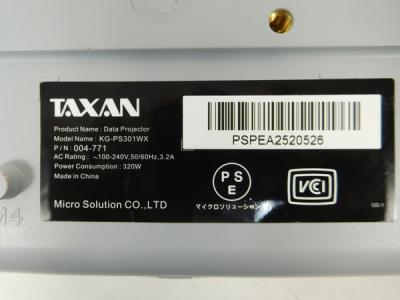 TAXAN
Product Name : Data Projector
Model Name : KG-PS301WX
P / N : 004-771
AC Rating : ~100-240V,50/60Hz,3.2A
Power Consumption : 320W
Made in China
Micro Solution CO.,LTD
PSPEA2520526
P S
E
マイクロソリューション(株)
VCI